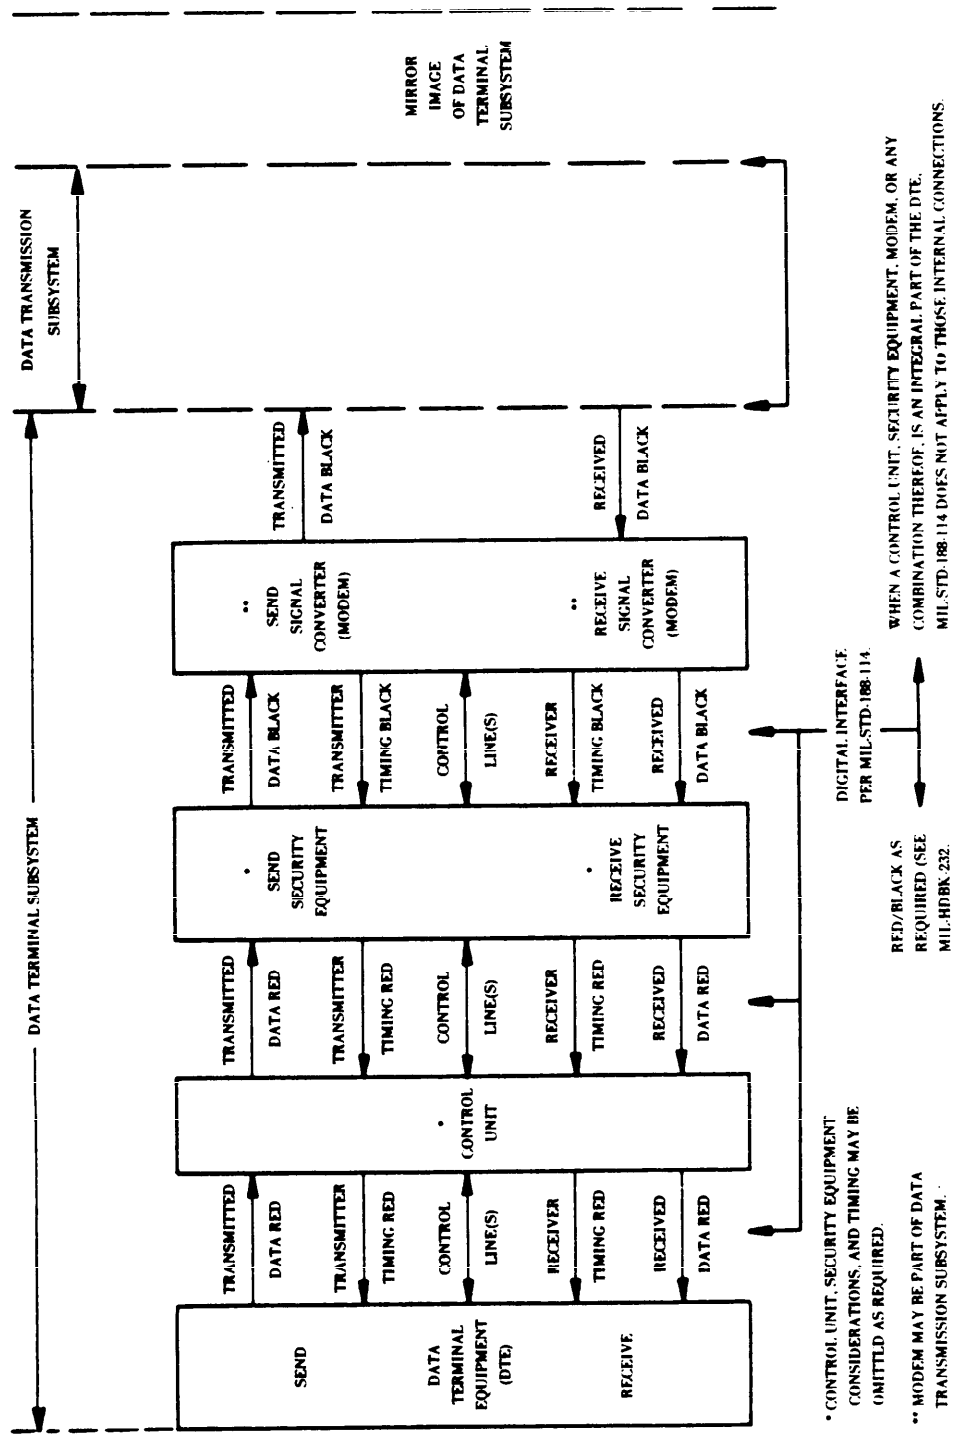 DATA TERMINAL SUBSYSTEM
DATA TRANSMISSION
SUBSYSTEM
MIRROR
IMAGE
OF DATA
TERMINAL
SUBSYSTEM
SEND
DATA
TERMINAL
EQUIPMENT
(DTE)
RECEIVE
TRANSMITTED
DATA RED
TRANSMITTER
TIMING RED
CONTROL
LINE(S)
RECEIVER
TIMING RED
RECEIVED
DATA RED
*
CONTROL
UNIT
TRANSMITTED
DATA RED
TRANSMITTER
TIMING RED
CONTROL
LINE(S)
RECEIVER
TIMING RED
RECEIVED
DATA RED
*
SEND
SECURITY
EQUIPMENT
*
RECEIVE
SECURITY
EQUIPMENT
TRANSMITTED
DATA BLACK
TRANSMITTER
TIMING BLACK
CONTROL
LINE(S)
RECEIVER
TIMING BLACK
RECEIVED
DATA BLACK
**
SEND
SIGNAL
CONVERTER
(MODEM)
**
RECEIVE
SIGNAL
CONVERTER
(MODEM)
TRANSMITTED
DATA BLACK
RECEIVED
DATA BLACK
DIGITAL INTERFACE
PER MIL-STD-188-114.
RED/BLACK AS
REQUIRED (SEE
MIL-HDBK-232.
WHEN A CONTROL UNIT, SECURITY EQUIPMENT, MODEM, OR ANY
COMBINATION THEREOF, IS AN INTEGRAL PART OF THE DTE,
MIL-STD-188-114 DOES NOT APPLY TO THOSE INTERNAL CONNECTIONS.
* CONTROL UNIT, SECURITY EQUIPMENT
CONSIDERATIONS, AND TIMING MAY BE
OMITTED AS REQUIRED.
** MODEM MAY BE PART OF DATA
TRANSMISSION SUBSYSTEM.